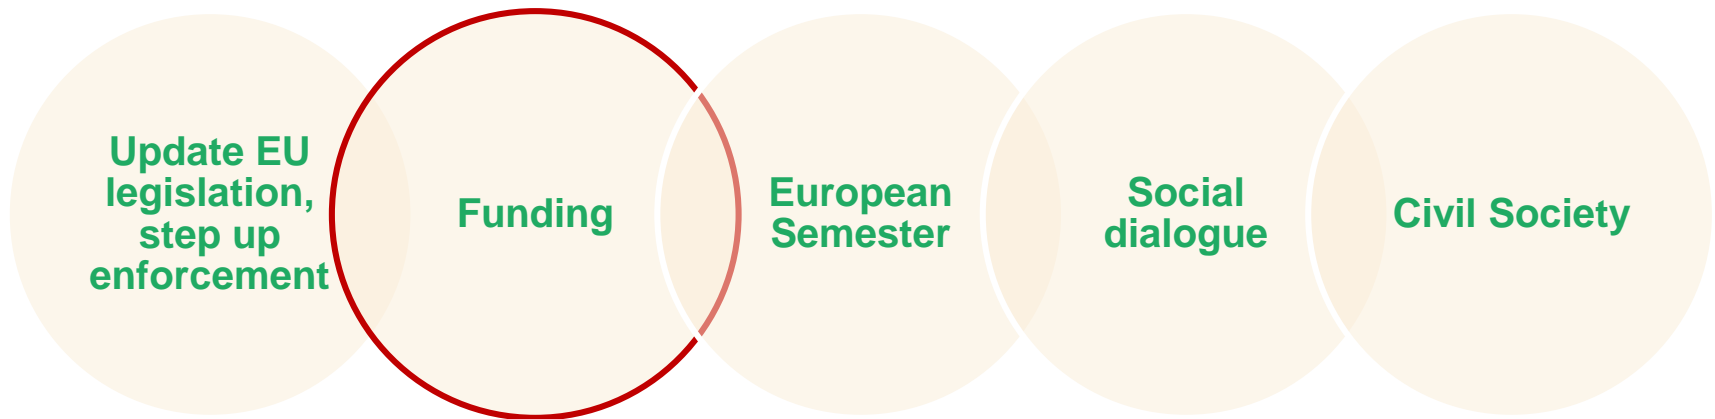 Update EU
legislation,
step up
enforcement
Funding
European
Semester
Social
dialogue
Civil Society